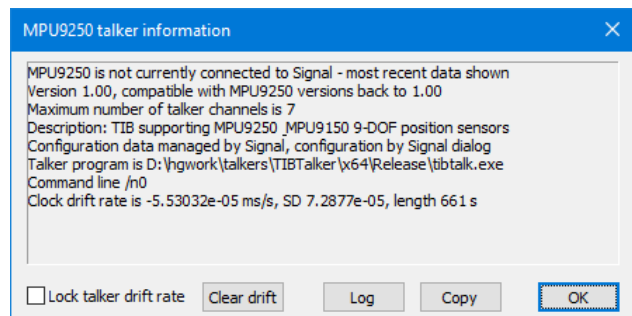 MPU9250 talker information
MPU9250 is not currently connected to Signal - most recent data shown
Version 1.00, compatible with MPU9250 versions back to 1.00
Maximum number of talker channels is 7
Description: TIB supporting MPU9250 _MPU9150 9-DOF position sensors
Configuration data managed by Signal, configuration by Signal dialog
Talker program is D:\hgwork\talkers\TIBTalker\x64\Release\tibtalk.exe
Command line /n0
Clock drift rate is -5.53032e-05 ms/s, SD 7.2877e-05, length 661 s
Lock talker drift rate Clear drift Log Copy OK